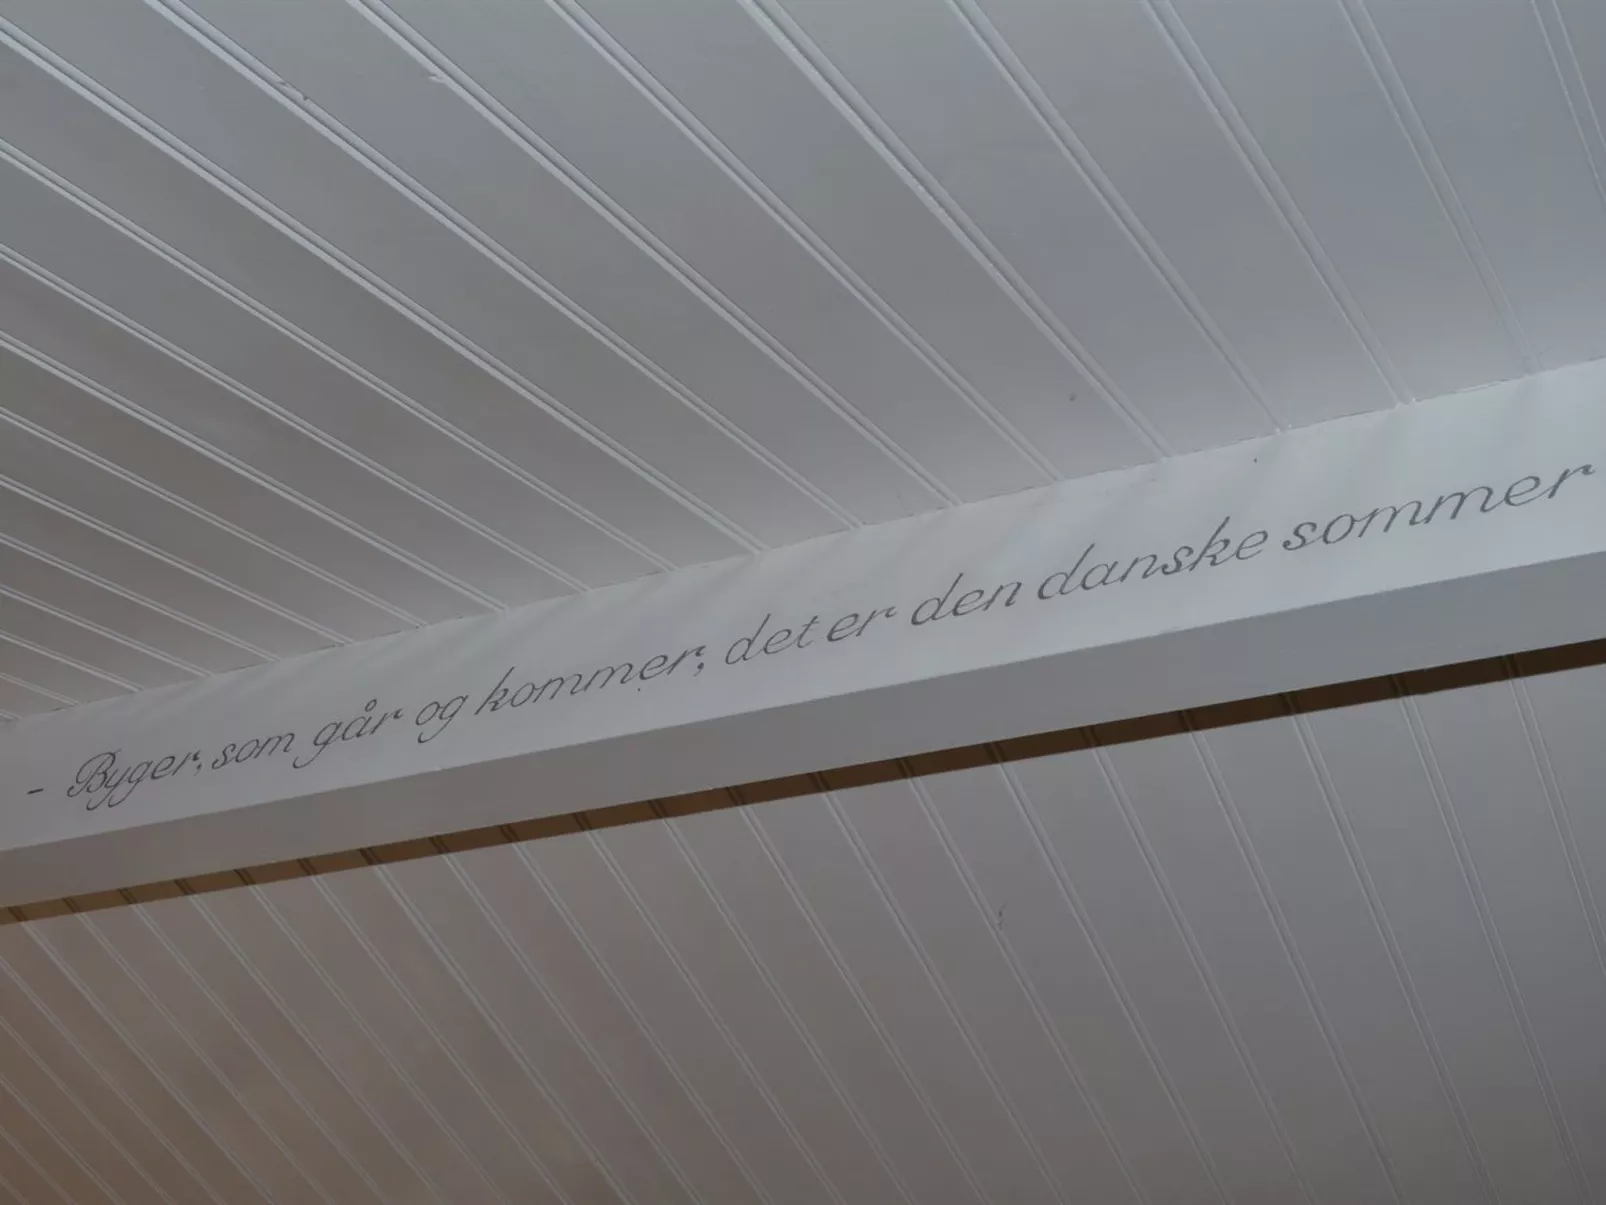 - Byger, som går og kommer, det er den danske sommer